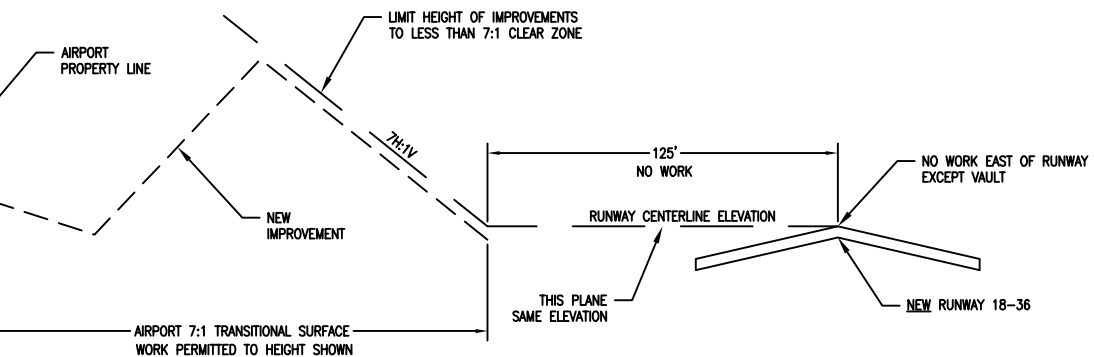 LIMIT HEIGHT OF IMPROVEMENTS
TO LESS THAN 7:1 CLEAR ZONE
AIRPORT
PROPERTY LINE
7H:1V
125'
NO WORK
NO WORK EAST OF RUNWAY
EXCEPT VAULT
NEW
IMPROVEMENT
RUNWAY CENTERLINE ELEVATION
THIS PLANE
SAME ELEVATION
NEW RUNWAY 18-36
AIRPORT 7:1 TRANSITIONAL SURFACE
WORK PERMITTED TO HEIGHT SHOWN